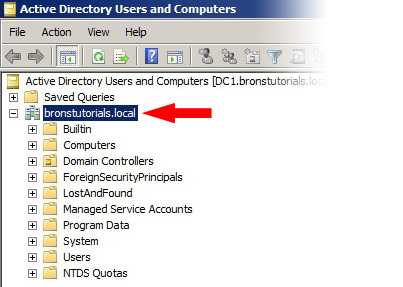 Active Directory Users and Computers
File Action View Help
Active Directory Users and Computers [DC1.bronstutorials.loc
Saved Queries
bronstutorials.local
Builtin
Computers
Domain Controllers
ForeignSecurityPrincipals
LostAndFound
Managed Service Accounts
Program Data
System
Users
NTDS Quotas